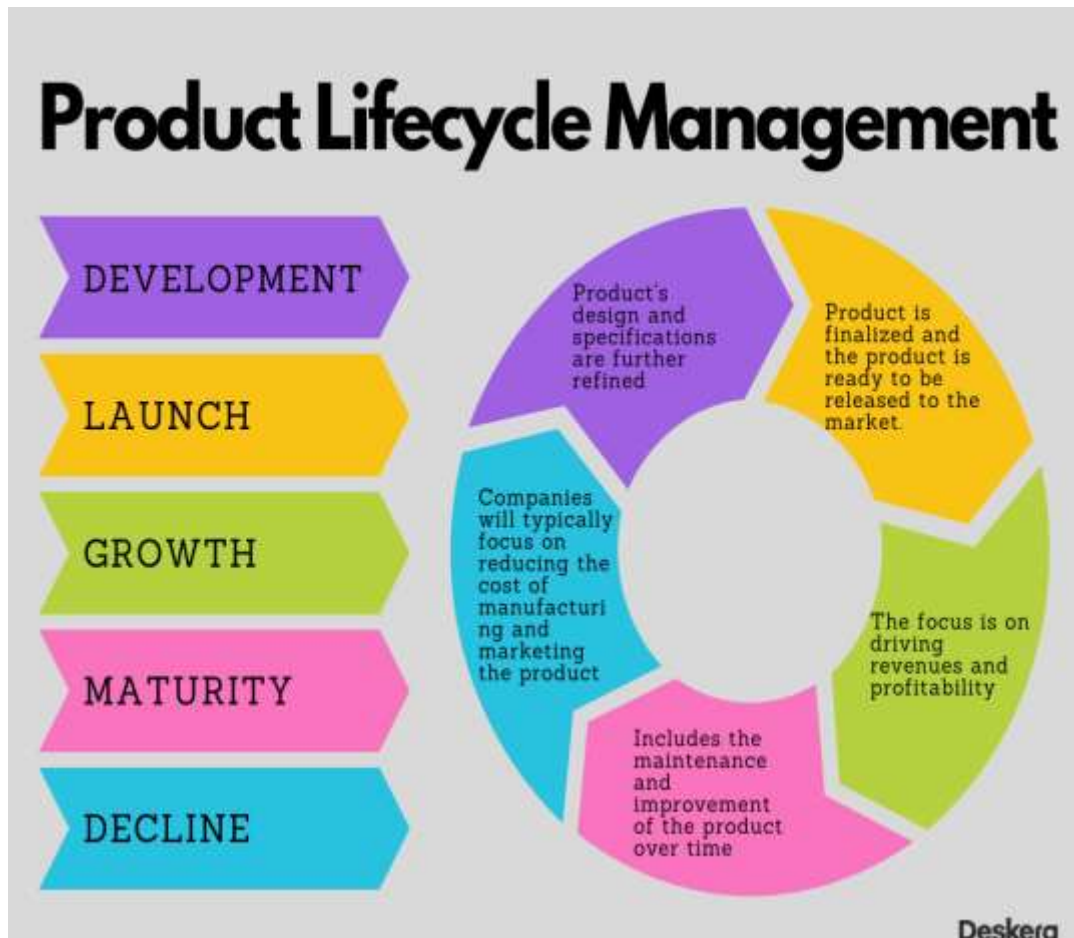 Product Lifecycle Management
DEVELOPMENT
LAUNCH
GROWTH
MATURITY
DECLINE
Product's
design and
specifications
are further
refined
Product is
finalized and
the product is
ready to be
released to the
market.
The focus is on
driving
revenues and
profitability
Includes the
maintenance
and
improvement
of the product
over time
Companies
will typically
focus on
reducing the
cost of
manufacturi
ng and
marketing
the product
Deskera